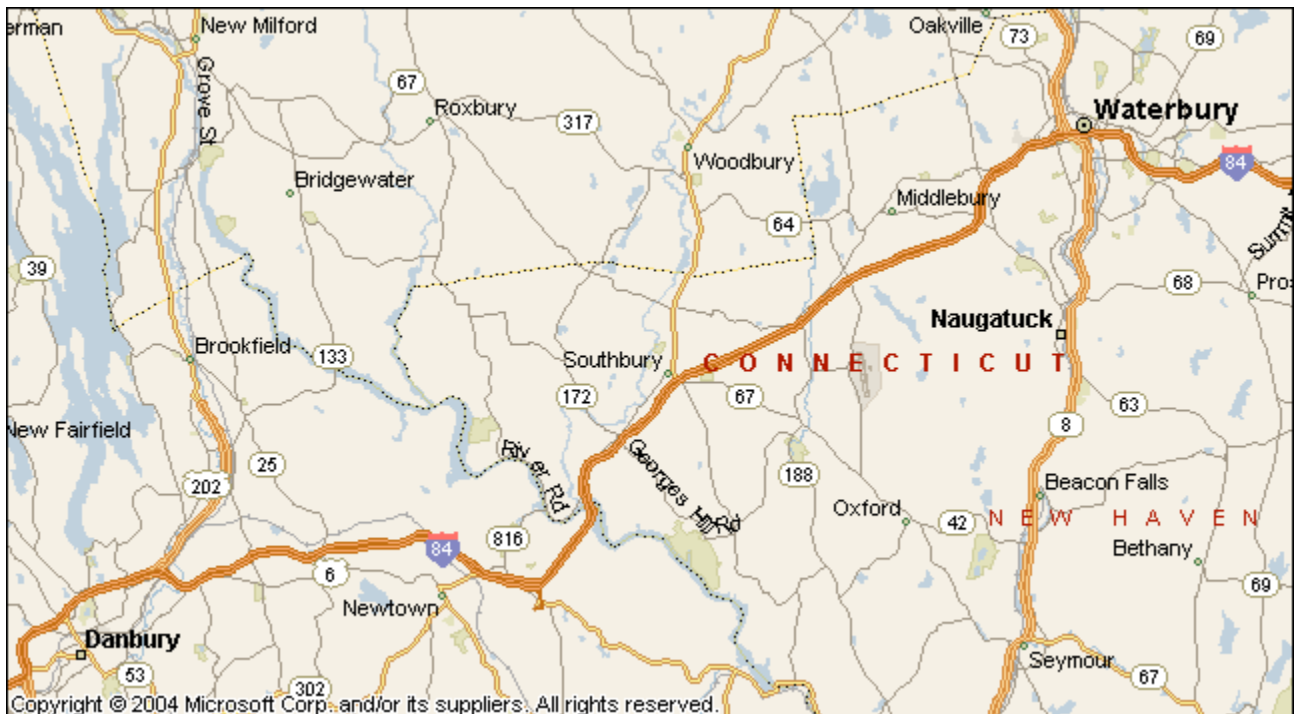 erman
New Milford
Oakville
73
69
67
Roxbury
317
Waterbury
Grove St
Woodbury
84
Bridgewater
Middlebury
64
39
68
Naugatuck
Brookfield
133
Southbury
CONNECTICUT
172
67
63
New Fairfield
8
25
River Rd
Georges Hill Rd
188
202
Beacon Falls
Oxford
42
NEW HAVEN
84
816
Bethany
6
69
Newtown
Danbury
Seymour
53
67
302
Copyright © 2004 Microsoft Corp. and/or its suppliers. All rights reserved.